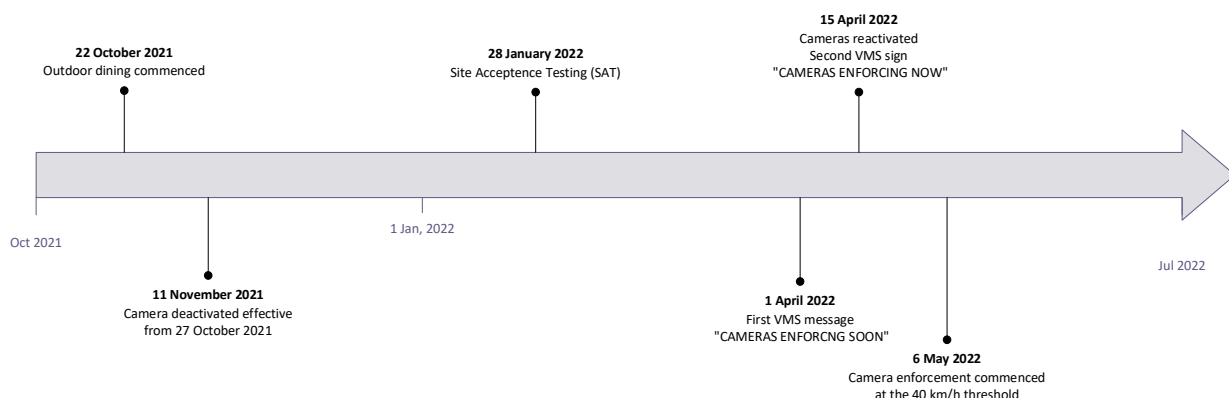 22 October 2021
Outdoor dining commenced
28 January 2022
Site Acceptence Testing (SAT)
15 April 2022
Cameras reactivated
Second VMS sign
"CAMERAS ENFORCING NOW"
Oct 2021
1 Jan, 2022
Jul 2022
11 November 2021
Camera deactivated effective
from 27 October 2021
1 April 2022
First VMS message
"CAMERAS ENFORCNG SOON"
6 May 2022
Camera enforcement commenced
at the 40 km/h threshold